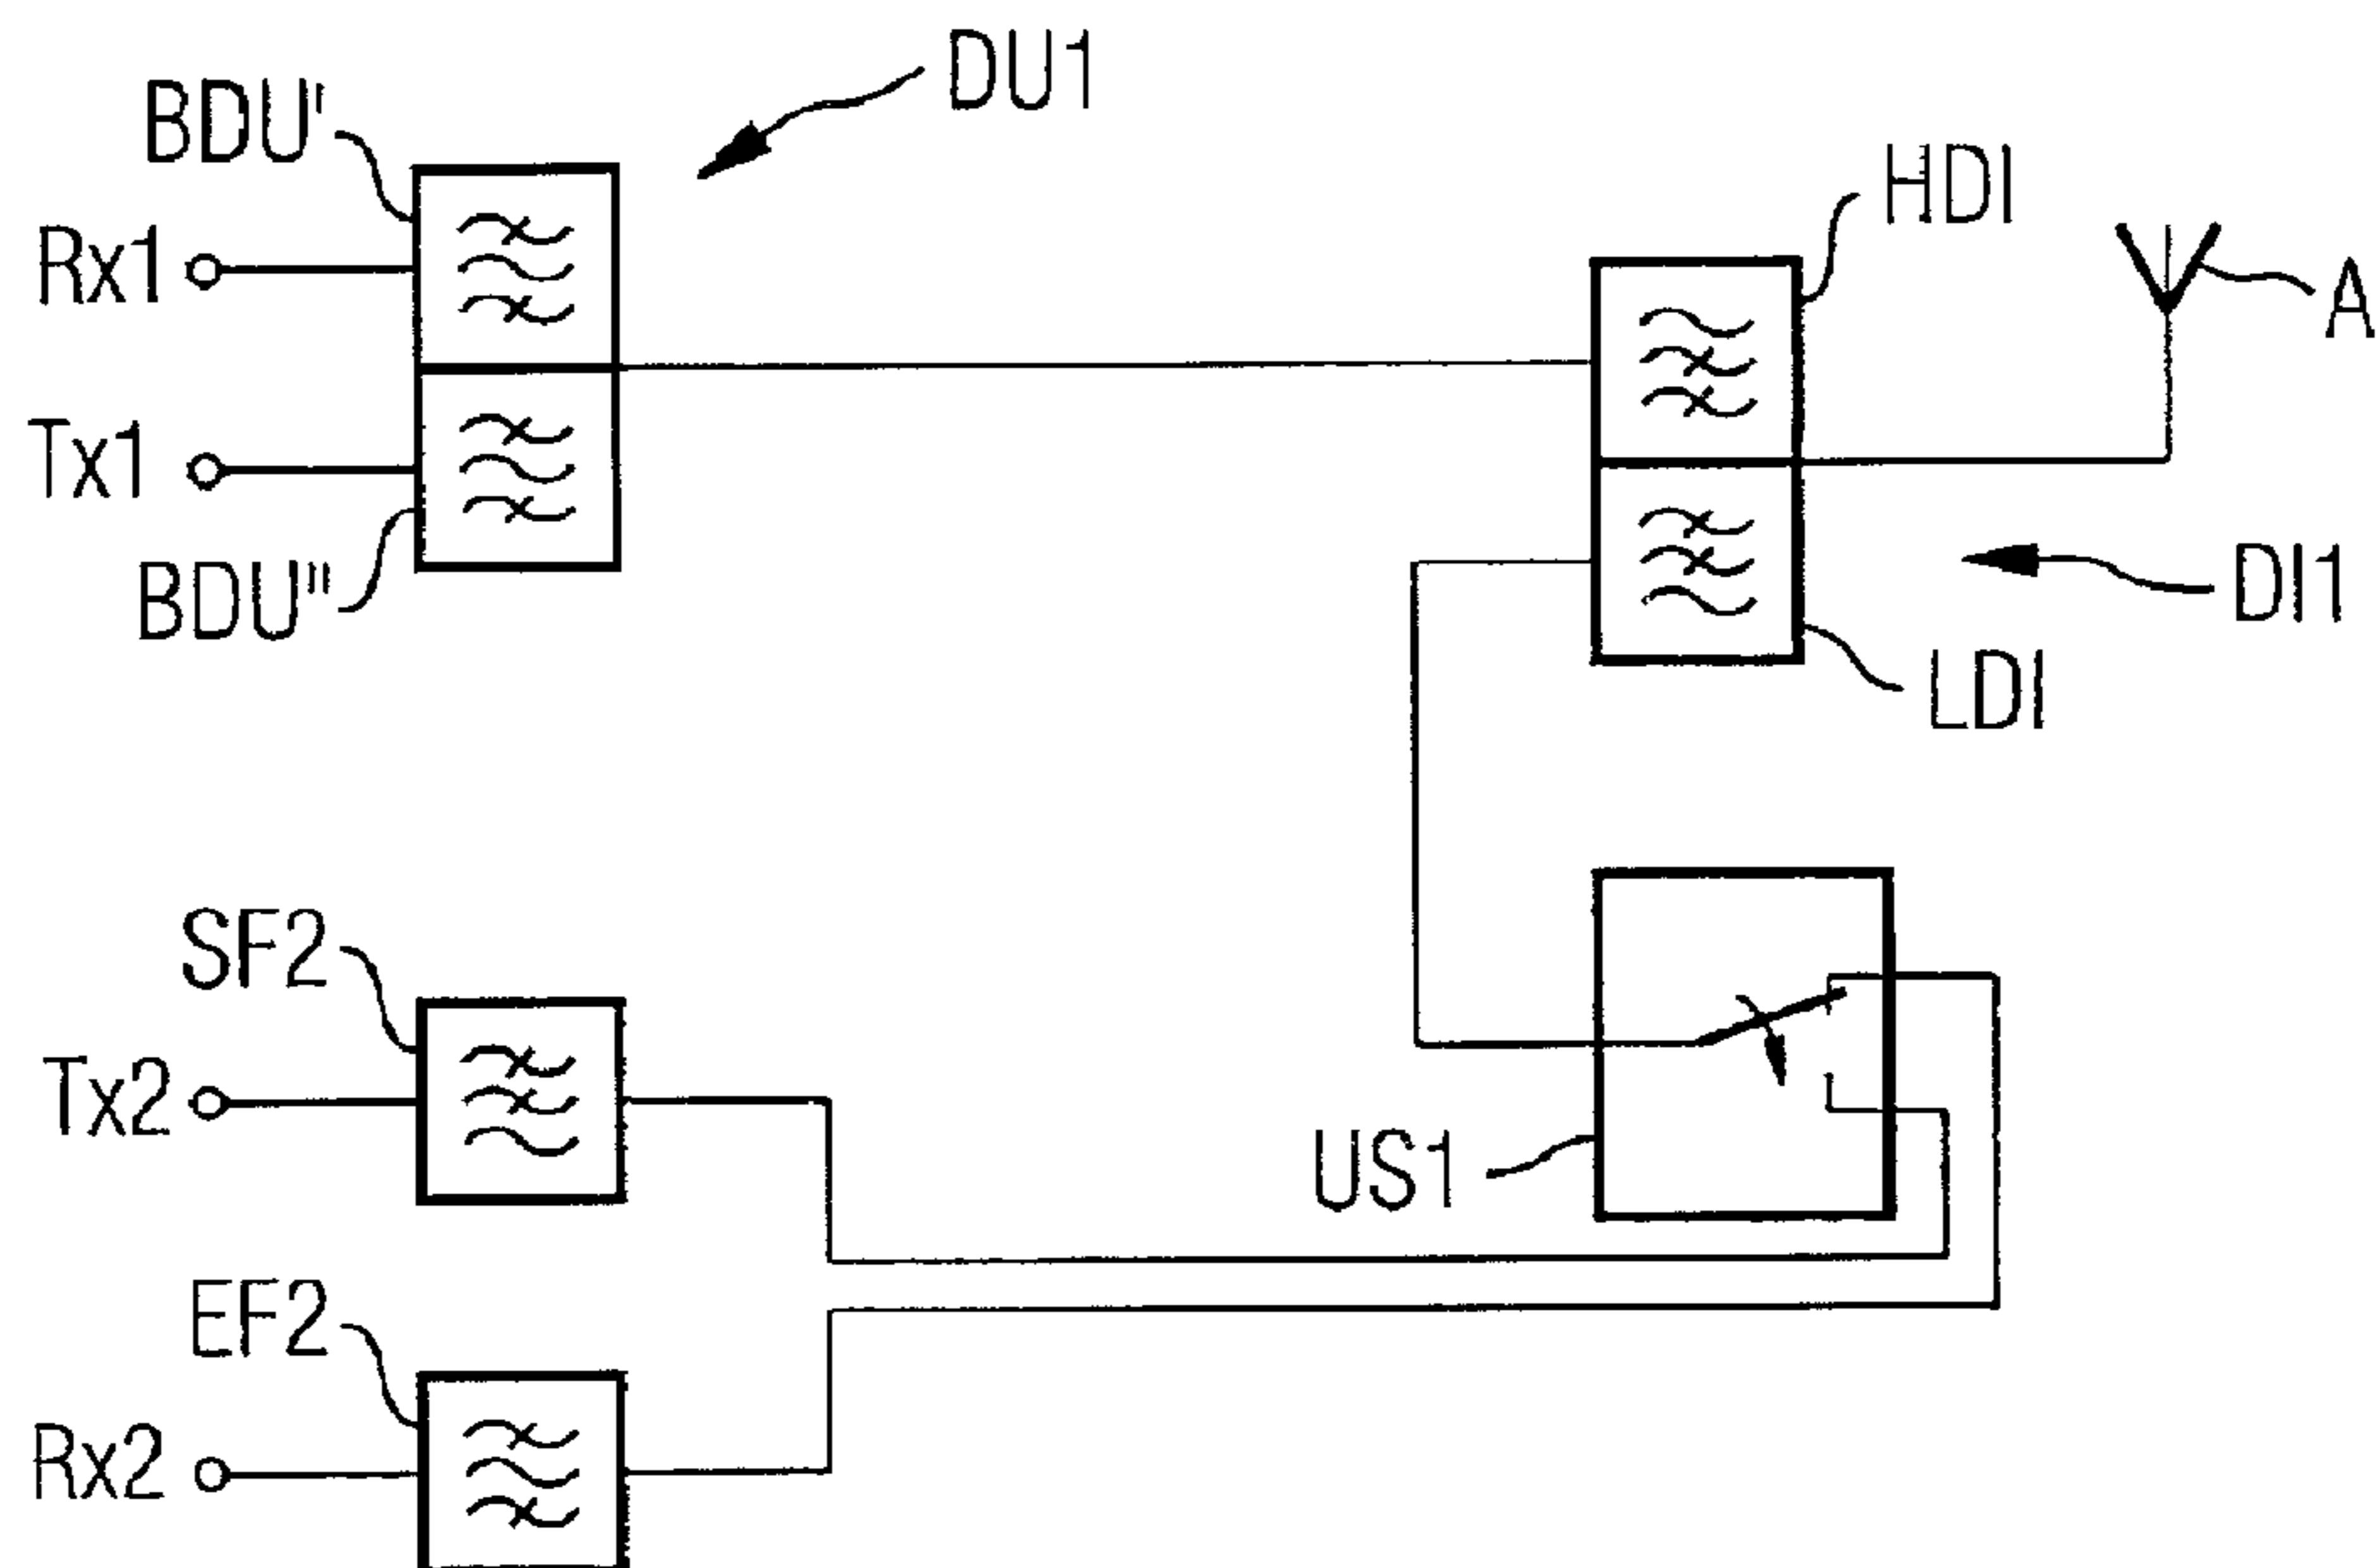 DU1
BDU'
HDI
Rx1
A
Tx1
BDU"
DI1
LDI
SF2
Tx2
US1
EF2
Rx2